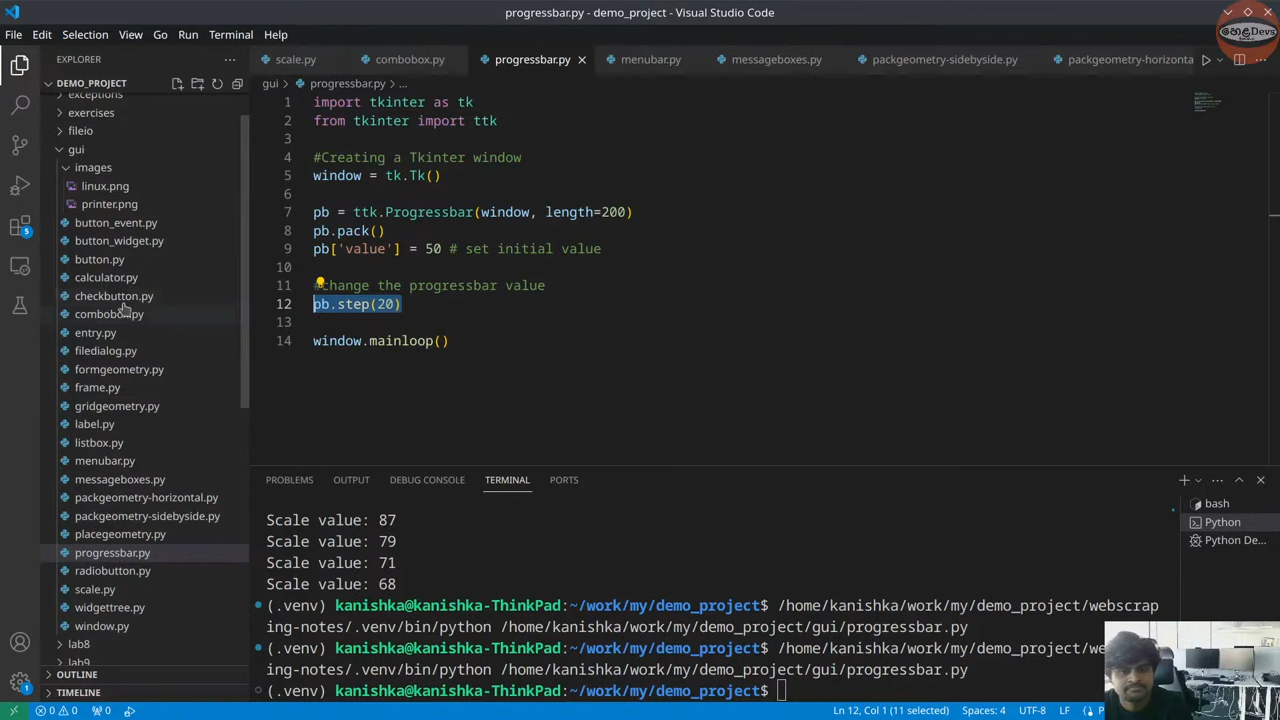 progressbar.py - demo_project - Visual Studio Code
File Edit Selection View Go Run Terminal Help
EXPLORER
scale.py
combobox.py
progressbar.py
menubar.py
messageboxes.py
packgeometry-sidebyside.py
packgeometry-horizonta
DEMO_PROJECT
gui > progressbar.py > ...
exceptions
exercises
fileio
gui
images
linux.png
printer.png
button_event.py
button_widget.py
button.py
calculator.py
checkbutton.py
combobox.py
entry.py
filedialog.py
formgeometry.py
frame.py
gridgeometry.py
label.py
listbox.py
menubar.py
messageboxes.py
packgeometry-horizontal.py
packgeometry-sidebyside.py
placegeometry.py
progressbar.py
radiobutton.py
scale.py
widgettree.py
window.py
lab8
lab9
OUTLINE
TIMELINE
1 import tkinter as tk
2 from tkinter import ttk
3
4 #Creating a Tkinter window
5 window = tk.Tk()
6
7 pb = ttk.Progressbar(window, length=200)
8 pb.pack()
9 pb['value'] = 50 # set initial value
10
11 #change the progressbar value
12 pb.step(20)
13
14 window.mainloop()
PROBLEMS OUTPUT DEBUG CONSOLE TERMINAL PORTS
Scale value: 87
Scale value: 79
Scale value: 71
Scale value: 68
(.venv) kanishka@kanishka-ThinkPad:~/work/my/demo_project$ /home/kanishka/work/my/demo_project/webscrap
ing-notes/.venv/bin/python /home/kanishka/work/my/demo_project/gui/progressbar.py
(.venv) kanishka@kanishka-ThinkPad:~/work/my/demo_project$ /home/kanishka/work/my/demo_project/we
ing-notes/.venv/bin/python /home/kanishka/work/my/demo_project/gui/progressbar.py
(.venv) kanishka@kanishka-ThinkPad:~/work/my/demo_project$
bash
Python
Python De...
5
1
0 0 0
Ln 12, Col 1 (11 selected) Spaces: 4 UTF-8 LF